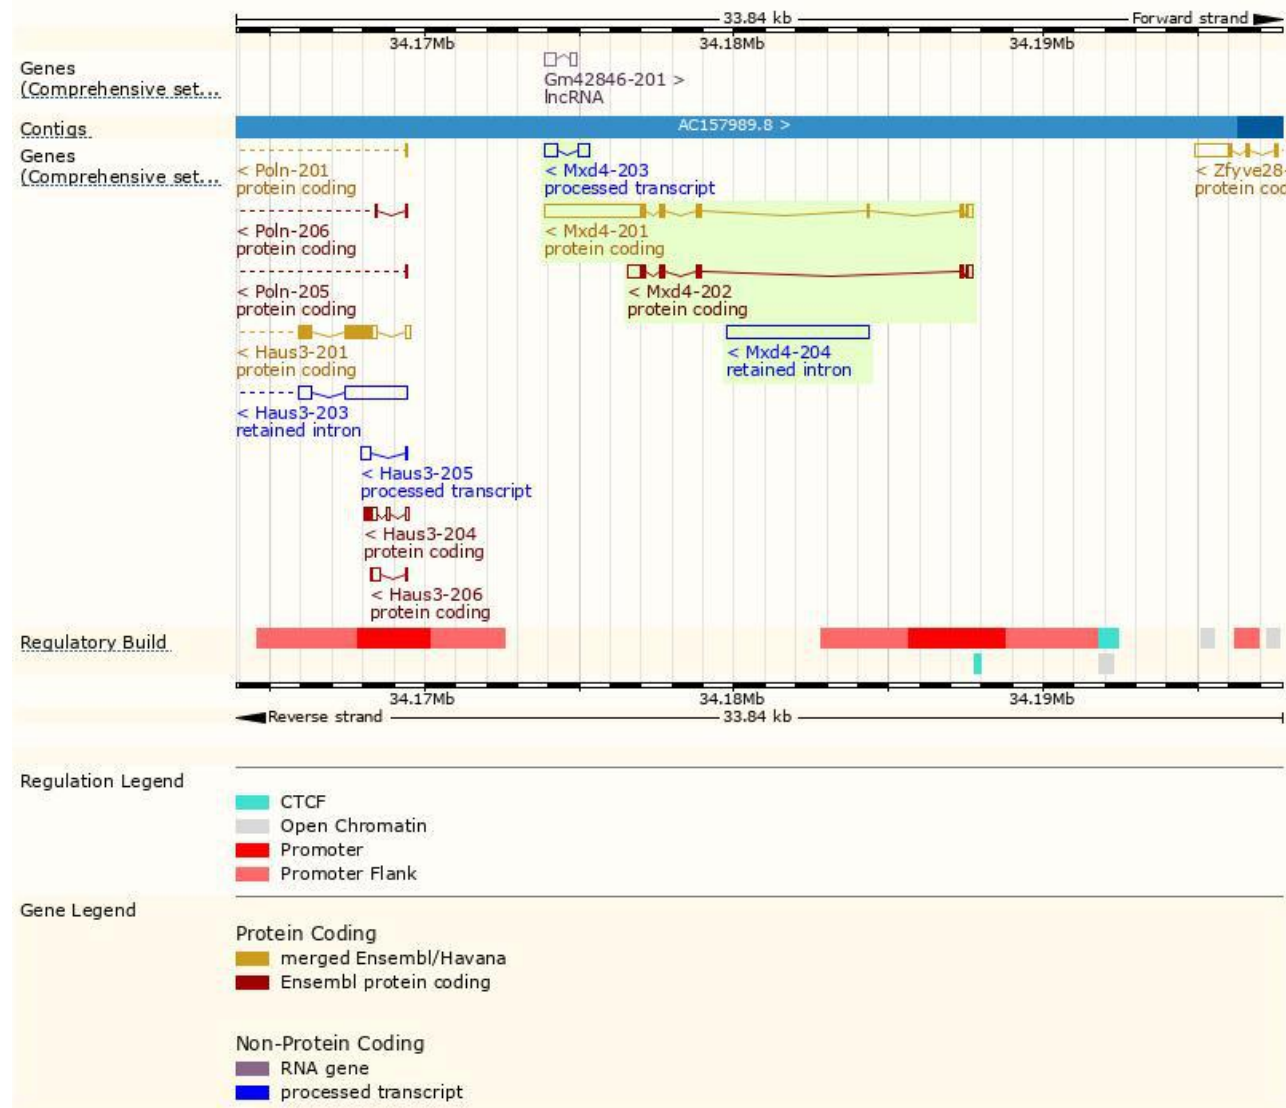 33.84 kb
Forward strand
34.17Mb 34.18Mb 34.19Mb
Genes
(Comprehensive set...
Gm42846-201 >
lncRNA
Contigs
AC157989.8 >
Genes
(Comprehensive set...
< Poln-201
protein coding
< Mxd4-203
processed transcript
< Zfyve28-
protein cod
< Poln-206
protein coding
< Mxd4-201
protein coding
< Poln-205
protein coding
< Mxd4-202
protein coding
< Haus3-201
protein coding
< Mxd4-204
retained intron
< Haus3-203
retained intron
< Haus3-205
processed transcript
< Haus3-204
protein coding
< Haus3-206
protein coding
Regulatory Build
34.17Mb 34.18Mb 34.19Mb
Reverse strand
33.84 kb
Regulation Legend
CTCF
Open Chromatin
Promoter
Promoter Flank
Gene Legend
Protein Coding
merged Ensembl/Havana
Ensembl protein coding
Non-Protein Coding
RNA gene
processed transcript